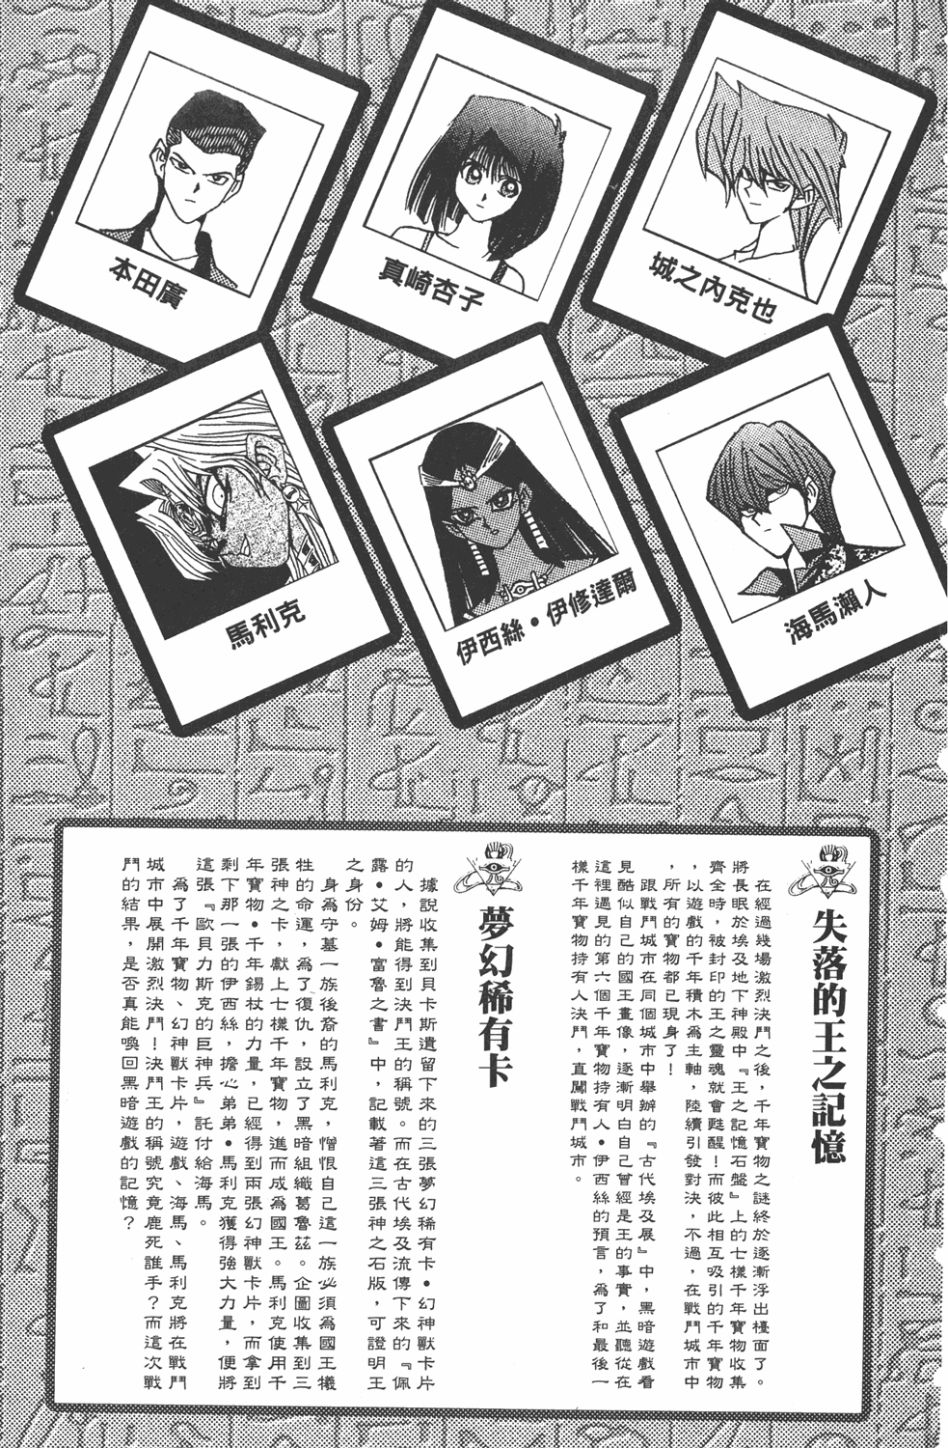 城之內克也
真崎杏子
本田廣
海馬瀨人
伊西絲•伊修達爾
馬利克
失落的王之記憶
在經過幾場激烈決鬥之後，千年寶物之謎終於逐漸浮出檯面了。
將長眠於埃及地下神殿中『王之記憶石盤』上的七樣千年寶物收集
齊全時，被封印的王之靈魂就會甦醒！而彼此相互吸引的千年寶物
，以遊戲的千年積木為主軸，陸續引發對決，不過，在戰鬥城市中
，所有的寶物都已現身了！
跟戰鬥城市在同個城市中舉辦的『古代埃及展』中，黑暗遊戲看
見酷似自己的國王畫像，逐漸明白自己曾經是王的事實，並聽從在
這裡遇見的第六個千年寶物持有人•伊西絲的預言，為了和最後一
樣千年寶物持有人決鬥，直闖戰鬥城市。
夢幻稀有卡
據說收集到貝卡斯遺留下來的三張夢幻稀有卡•幻神獸卡片
的人，將能得到決鬥王的稱號。而在古代埃及流傳下來的『佩
露•艾姆•富魯之書』中，記載著這三張神之石版，可證明王
之身份。
身為守墓一族後裔的馬利克，憎恨自己這一族必須為國王犧
牲的命運，為了復仇，設立了黑暗組織葛魯茲。企圖收集到三
張神之卡，獻上七樣千年寶物，進而成為國王。馬利克使用千
年寶物•千年錫杖的力量，已經得到兩張幻神獸卡片，而拿到
剩下那一張的伊西絲，擔心弟弟•馬利克獲得強大力量，便將
這張『歐貝力斯克的巨神兵』託付給海馬。
為了千年寶物、幻神獸卡片，遊戲、海馬、馬利克將在戰鬥
城市中展開激烈決鬥！決鬥王的稱號究竟鹿死誰手？而這次戰
鬥的結果，是否真能喚回黑暗遊戲的記憶？